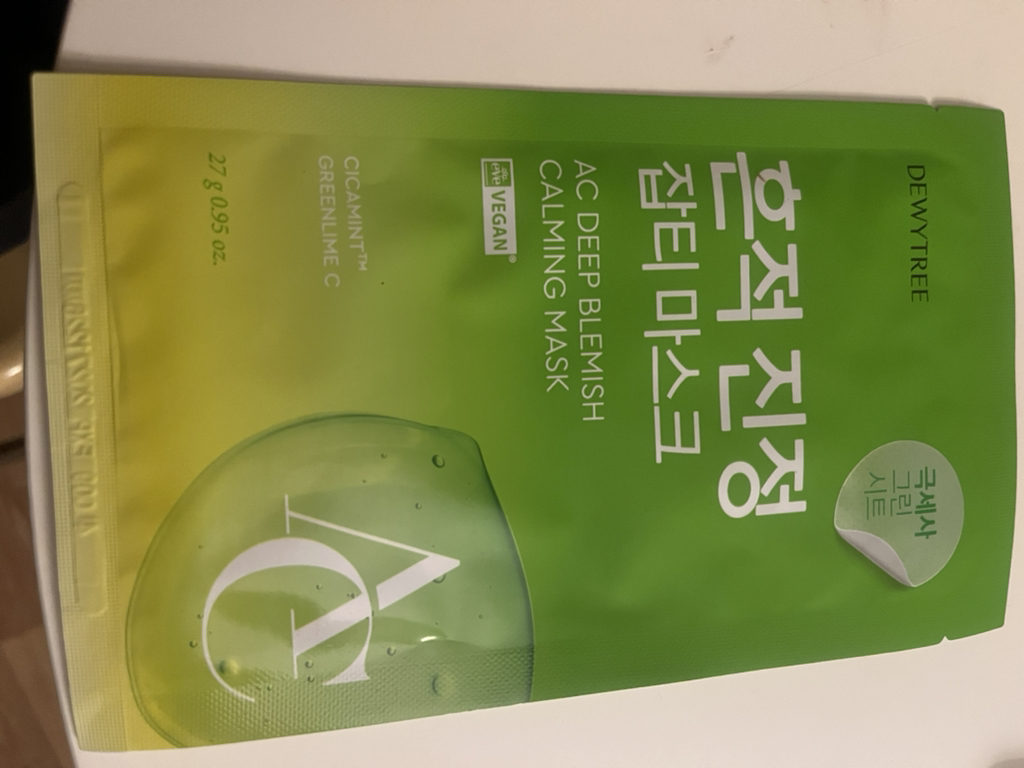 DEWYTREE
극세사
그린
시트
흔적 진정
잡티 마스크
AC DEEP BLEMISH
CALMING MASK
VEGAN
CICAMINT™
GREENLIME C
27 g 0.95 oz.
AC